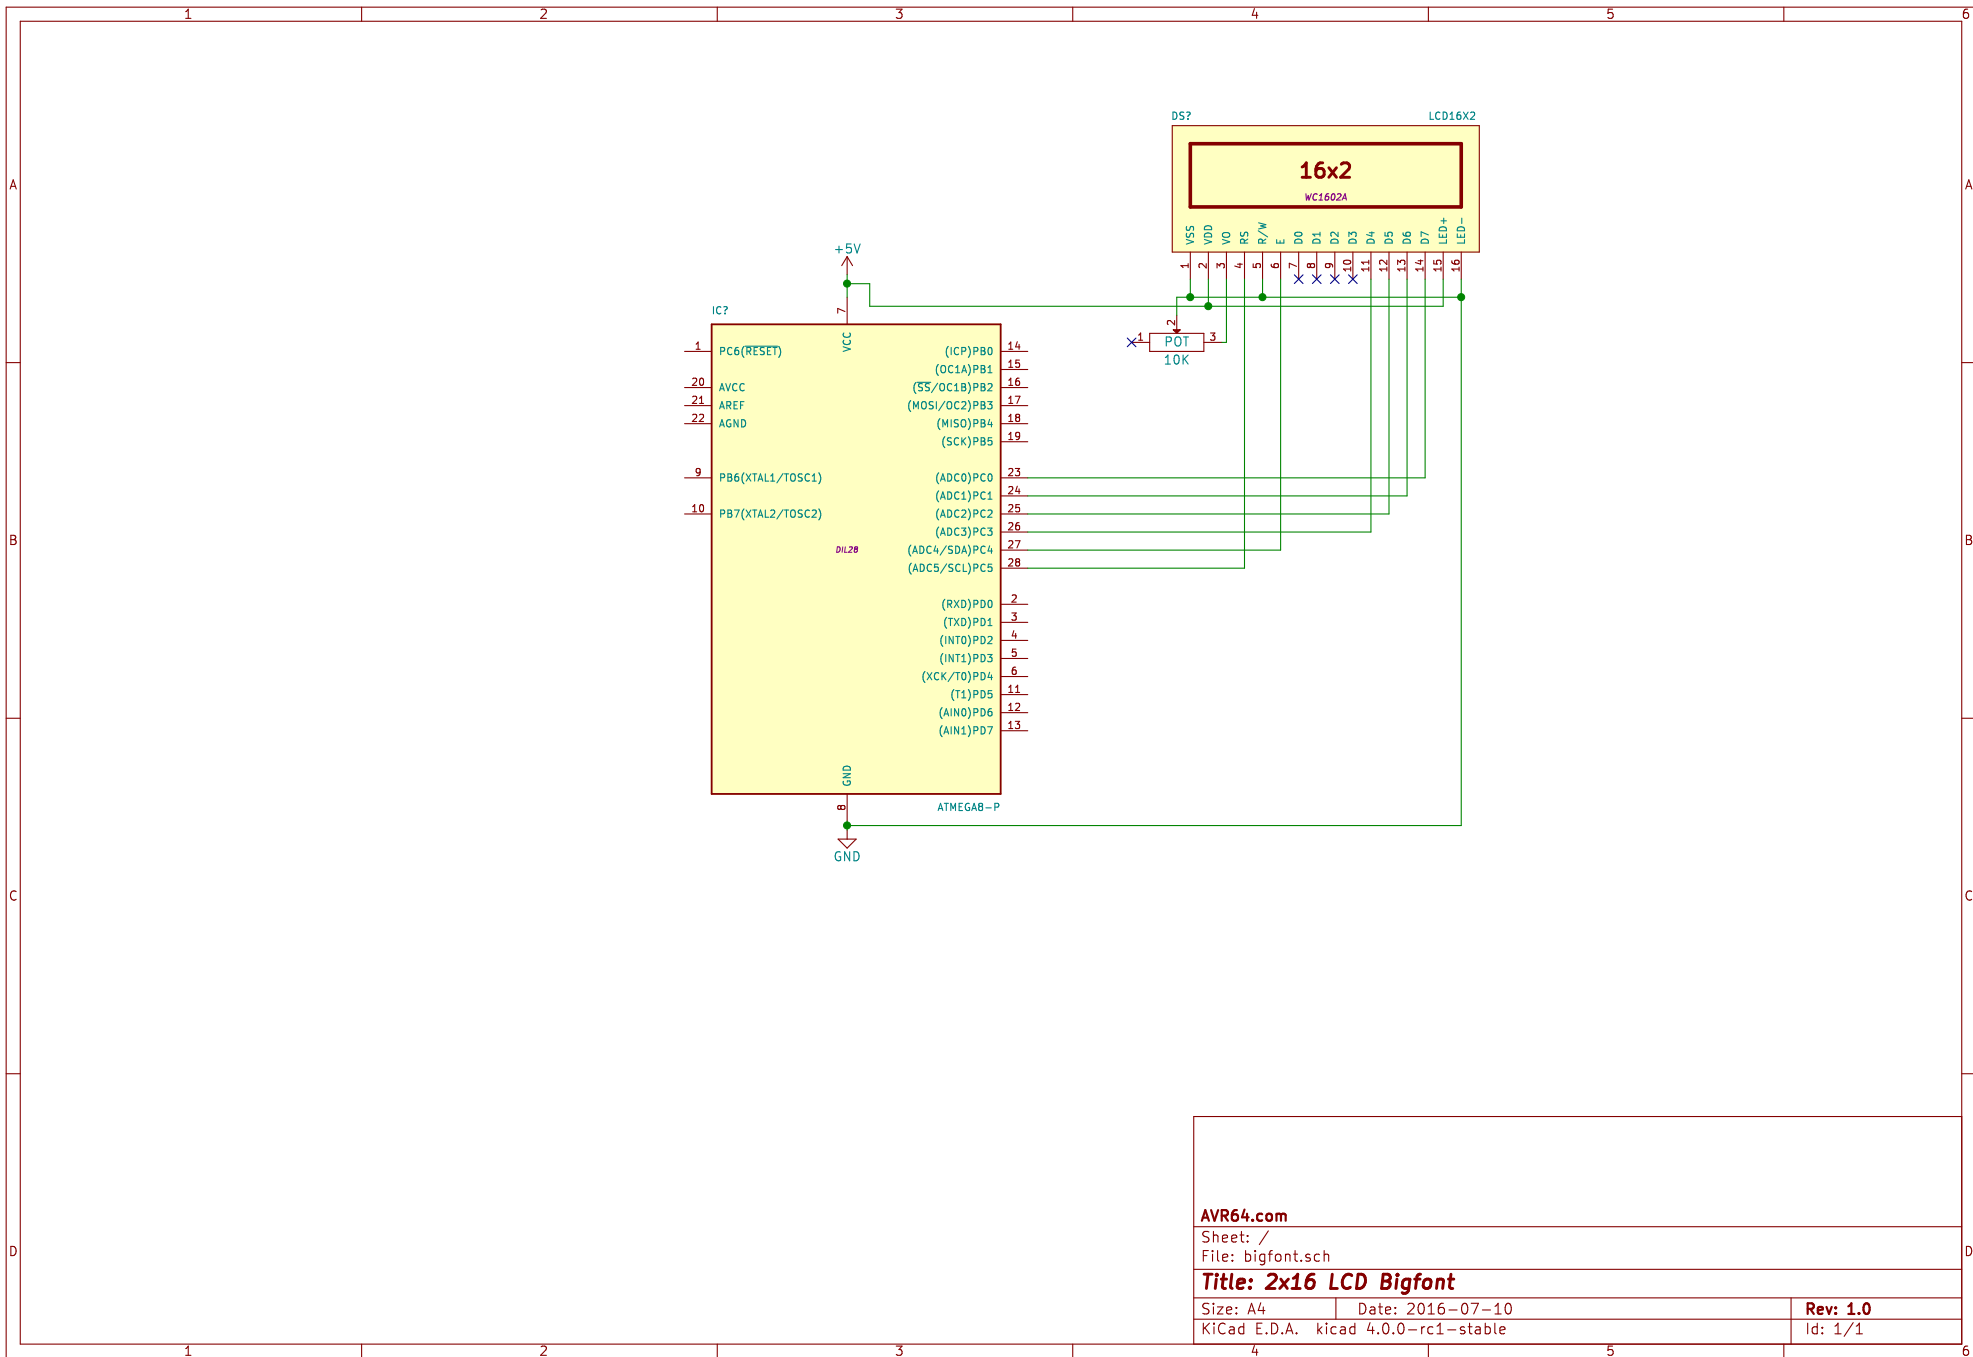 1 2 3 4 5 6
DS? LCD16X2
16x2
WC1602A
VSS VDD VO RS R/W E D0 D1 D2 D3 D4 D5 D6 D7 LED+ LED-
1 2 3 4 5 6 7 8 9 10 11 12 13 14 15 16
A A
+5V
IC?
7
VCC
2
1 POT 3
10K
1 PC6(RESET) (ICP)PB0 14
(OC1A)PB1 15
20 AVCC (SS/OC1B)PB2 16
21 AREF (MOSI/OC2)PB3 17
22 AGND (MISO)PB4 18
(SCK)PB5 19
9 PB6(XTAL1/TOSC1) (ADC0)PC0 23
(ADC1)PC1 24
10 PB7(XTAL2/TOSC2) (ADC2)PC2 25
(ADC3)PC3 26
B B
DIL28 (ADC4/SDA)PC4 27
(ADC5/SCL)PC5 28
(RXD)PD0 2
(TXD)PD1 3
(INT0)PD2 4
(INT1)PD3 5
(XCK/T0)PD4 6
(T1)PD5 11
(AIN0)PD6 12
(AIN1)PD7 13
GND
8
ATMEGA8-P
GND
C C
AVR64.com
Sheet: /
File: bigfont.sch
D D
Title: 2x16 LCD Bigfont
Size: A4 Date: 2016-07-10 Rev: 1.0
KiCad E.D.A. kicad 4.0.0-rc1-stable Id: 1/1
1 2 3 4 5 6